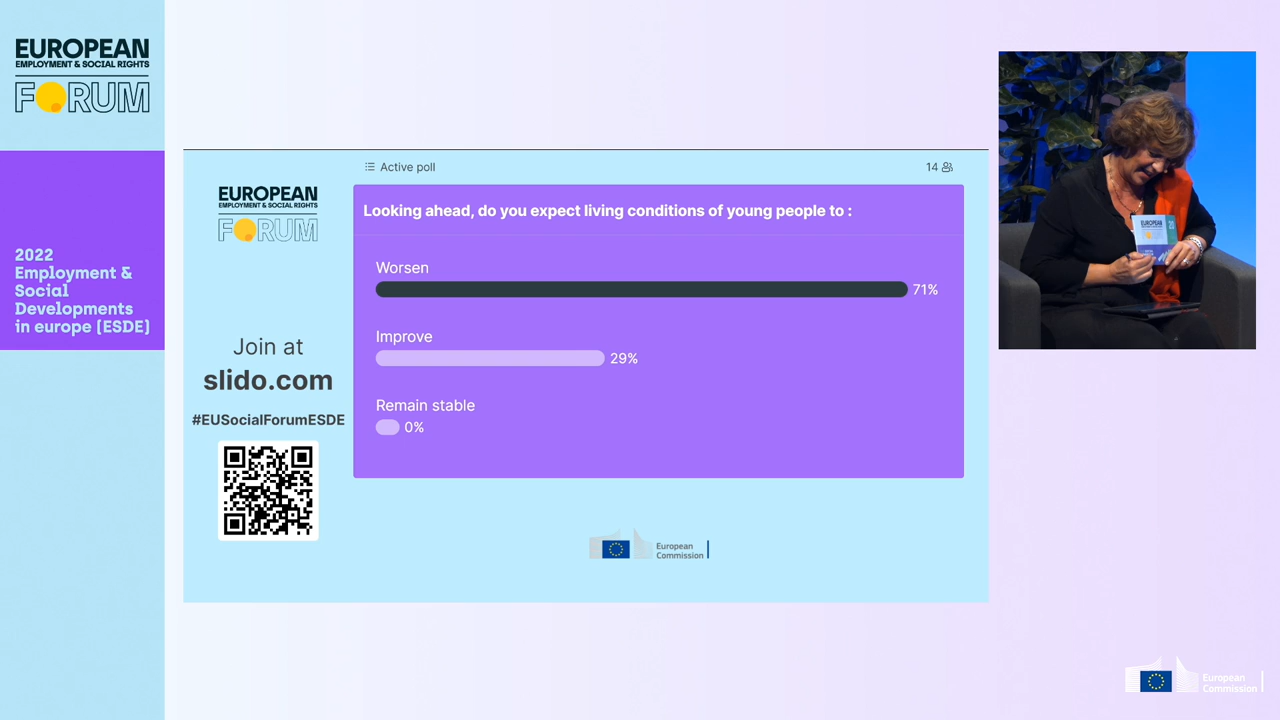 EUROPEAN
EMPLOYMENT & SOCIAL RIGHTS
FORUM
2022
Employment &
Social
Developments
in europe (ESDE)
EUROPEAN
EMPLOYMENT & SOCIAL RIGHTS
FORUM
Join at
slido.com
#EUSocialForumESDE
Active poll
14
Looking ahead, do you expect living conditions of young people to :
Worsen
71%
Improve
29%
Remain stable
0%
European
Commission
EUROPEAN
European
Commission